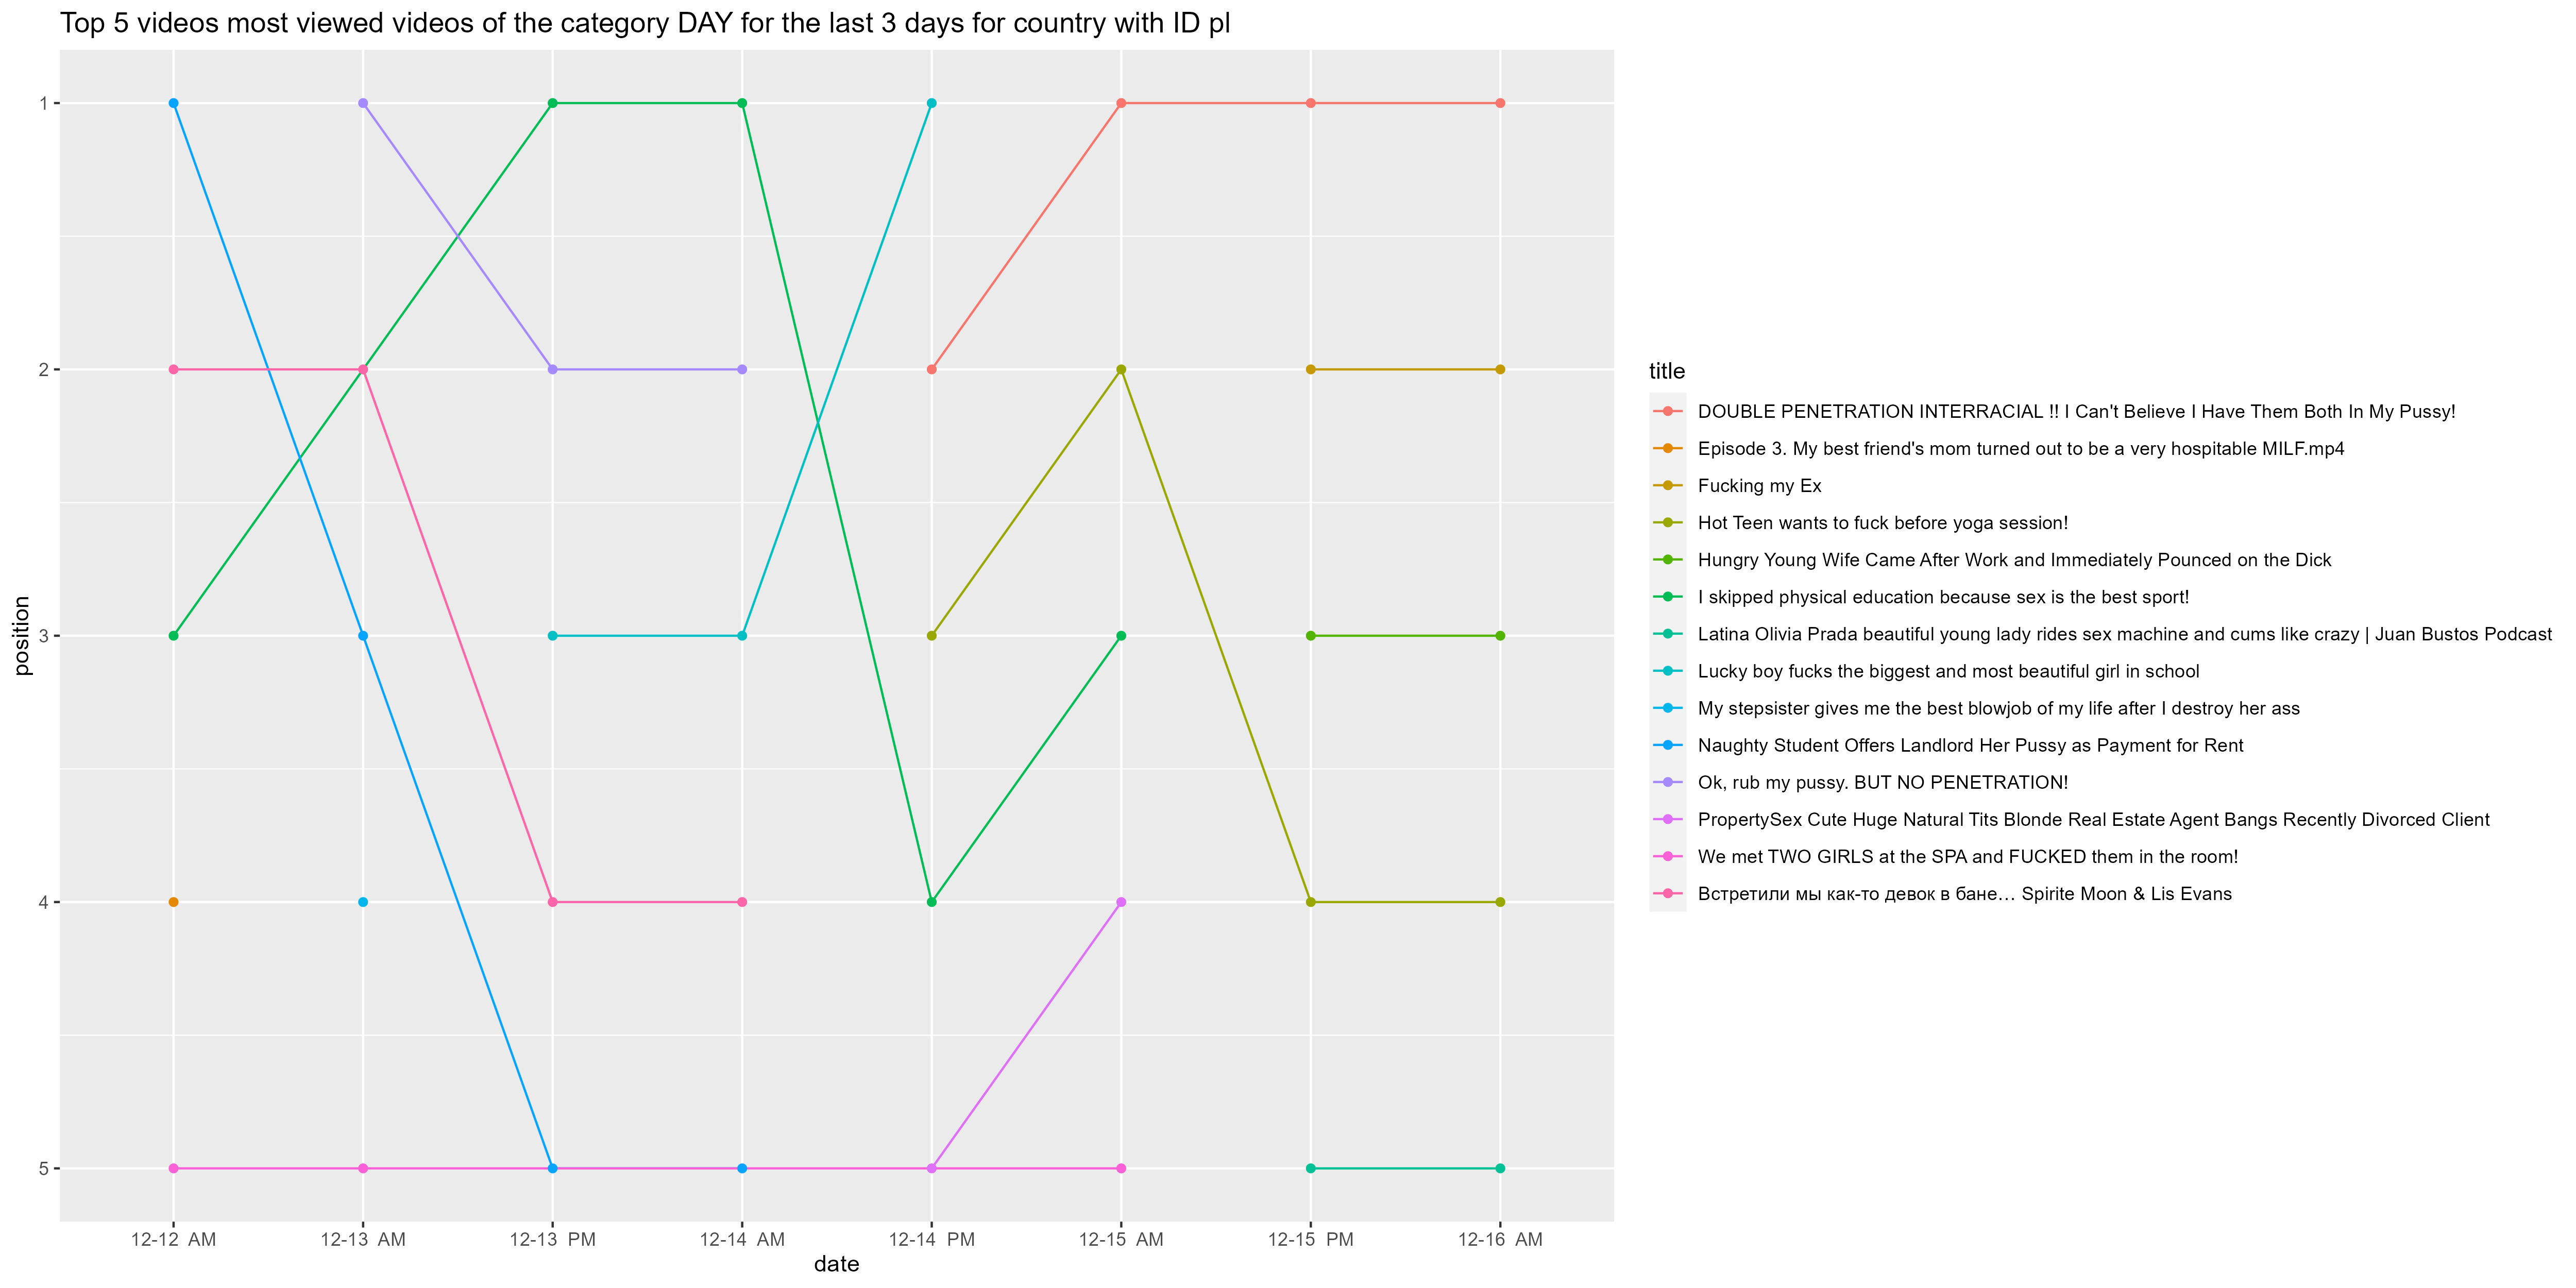 Top 5 videos most viewed videos of the category DAY for the last 3 days for country with ID pl
position
1
2
3
4
5
12-12 AM
12-13 AM
12-13 PM
12-14 AM
12-14 PM
12-15 AM
12-15 PM
12-16 AM
date
title
DOUBLE PENETRATION INTERRACIAL !! I Can't Believe I Have Them Both In My Pussy!
Episode 3. My best friend's mom turned out to be a very hospitable MILF.mp4
Fucking my Ex
Hot Teen wants to fuck before yoga session!
Hungry Young Wife Came After Work and Immediately Pounced on the Dick
I skipped physical education because sex is the best sport!
Latina Olivia Prada beautiful young lady rides sex machine and cums like crazy | Juan Bustos Podcast
Lucky boy fucks the biggest and most beautiful girl in school
My stepsister gives me the best blowjob of my life after I destroy her ass
Naughty Student Offers Landlord Her Pussy as Payment for Rent
Ok, rub my pussy. BUT NO PENETRATION!
PropertySex Cute Huge Natural Tits Blonde Real Estate Agent Bangs Recently Divorced Client
We met TWO GIRLS at the SPA and FUCKED them in the room!
Встретили мы как-то девок в бане… Spirite Moon & Lis Evans